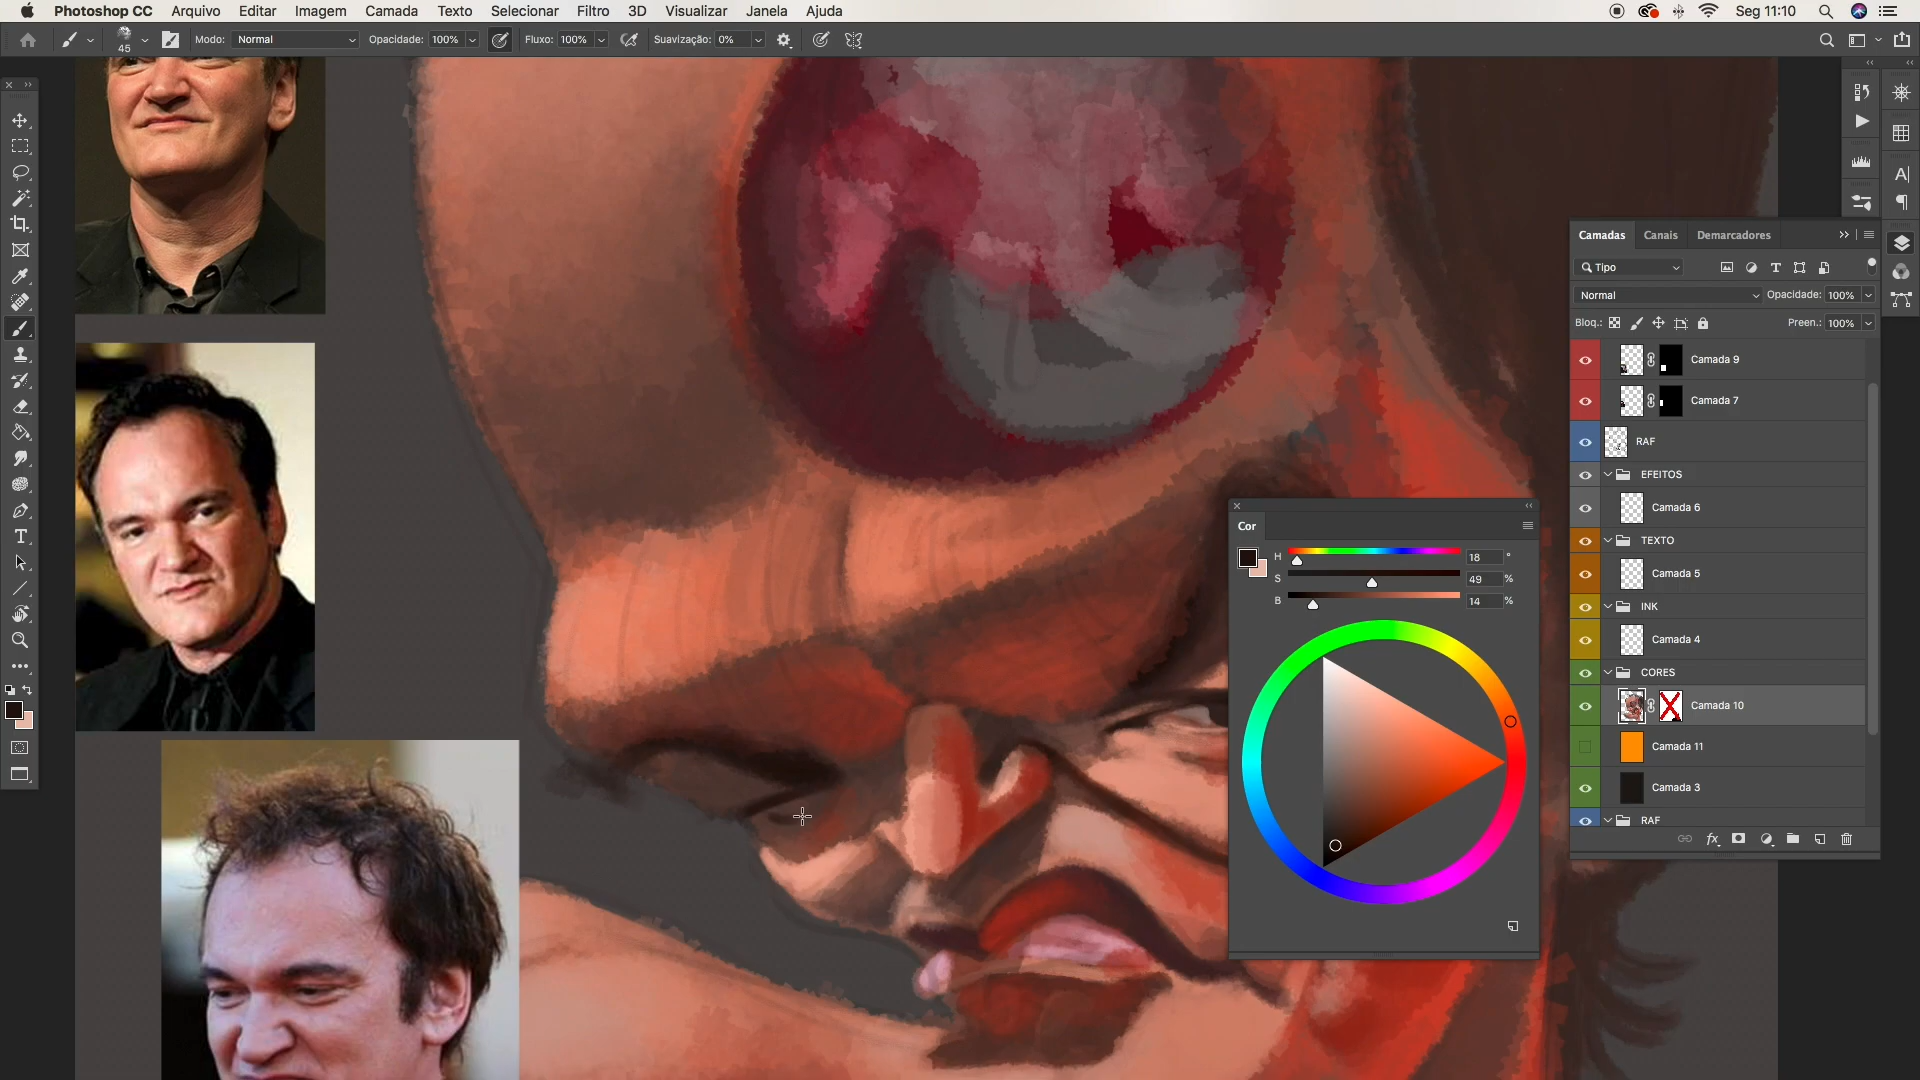 Photoshop CC Arquivo Editar Imagem Camada Texto Selecionar Filtro 3D Visualizar Janela Ajuda Seg 11:10
45 Modo: Normal Opacidade: 100% Fluxo: 100% Suavização: 0%
Camadas Canais Demarcadores
Tipo
Normal Opacidade: 100%
Bloq.: Preen.: 100%
Camada 9
Camada 7
RAF
EFEITOS
Camada 6
TEXTO
Camada 5
INK
Camada 4
CORES
Camada 10
Camada 11
Camada 3
RAF
fx
Cor
H 18 °
S 49 %
B 14 %